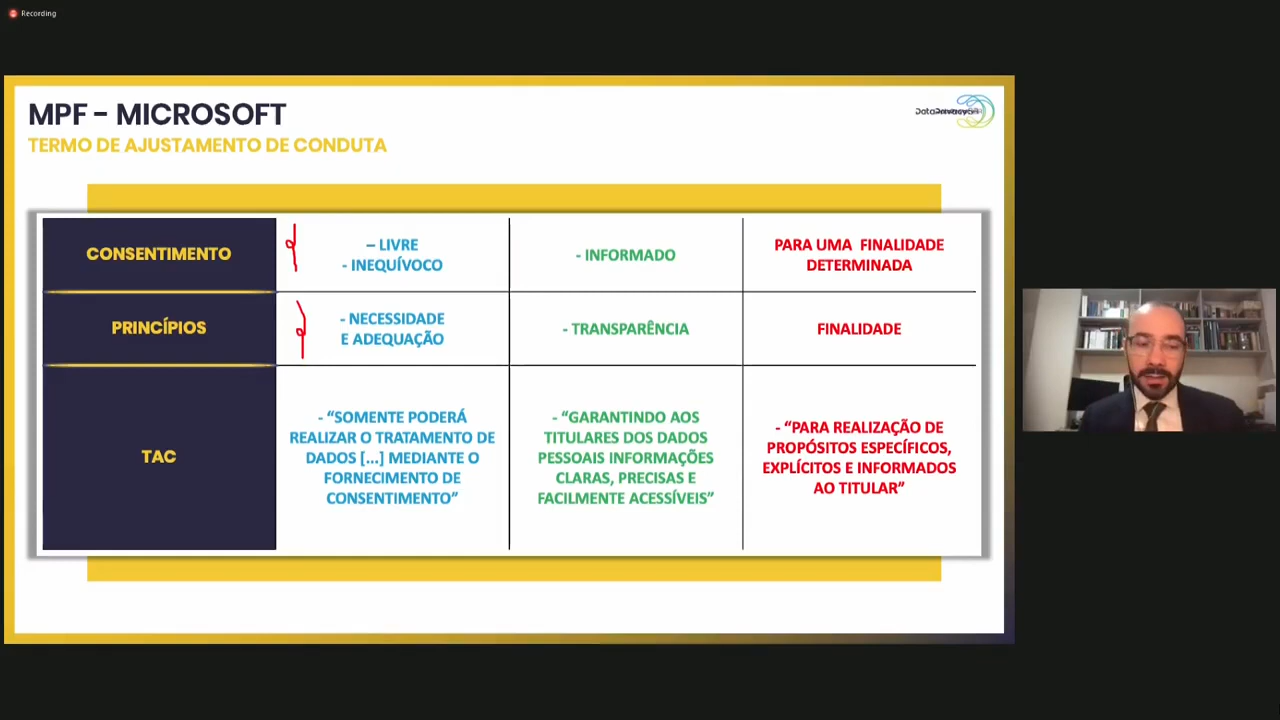 Recording
MPF - MICROSOFT
TERMO DE AJUSTAMENTO DE CONDUTA
CONSENTIMENTO
– LIVRE
- INEQUÍVOCO
- INFORMADO
PARA UMA FINALIDADE
DETERMINADA
PRINCÍPIOS
- NECESSIDADE
E ADEQUAÇÃO
- TRANSPARÊNCIA
FINALIDADE
TAC
- “SOMENTE PODERÁ
REALIZAR O TRATAMENTO DE
DADOS [...] MEDIANTE O
FORNECIMENTO DE
CONSENTIMENTO”
- “GARANTINDO AOS
TITULARES DOS DADOS
PESSOAIS INFORMAÇÕES
CLARAS, PRECISAS E
FACILMENTE ACESSÍVEIS”
- “PARA REALIZAÇÃO DE
PROPÓSITOS ESPECÍFICOS,
EXPLÍCITOS E INFORMADOS
AO TITULAR”